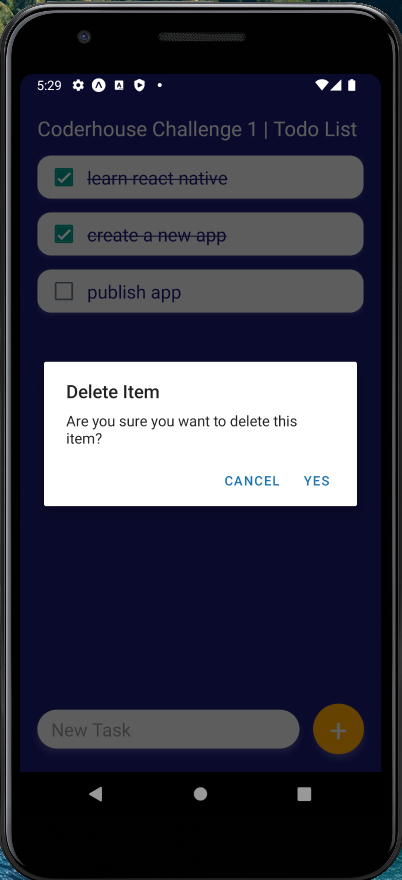 5:29
Coderhouse Challenge 1 | Todo List
learn react native
create a new app
publish app
Delete Item
Are you sure you want to delete this
item?
CANCEL YES
New Task
+